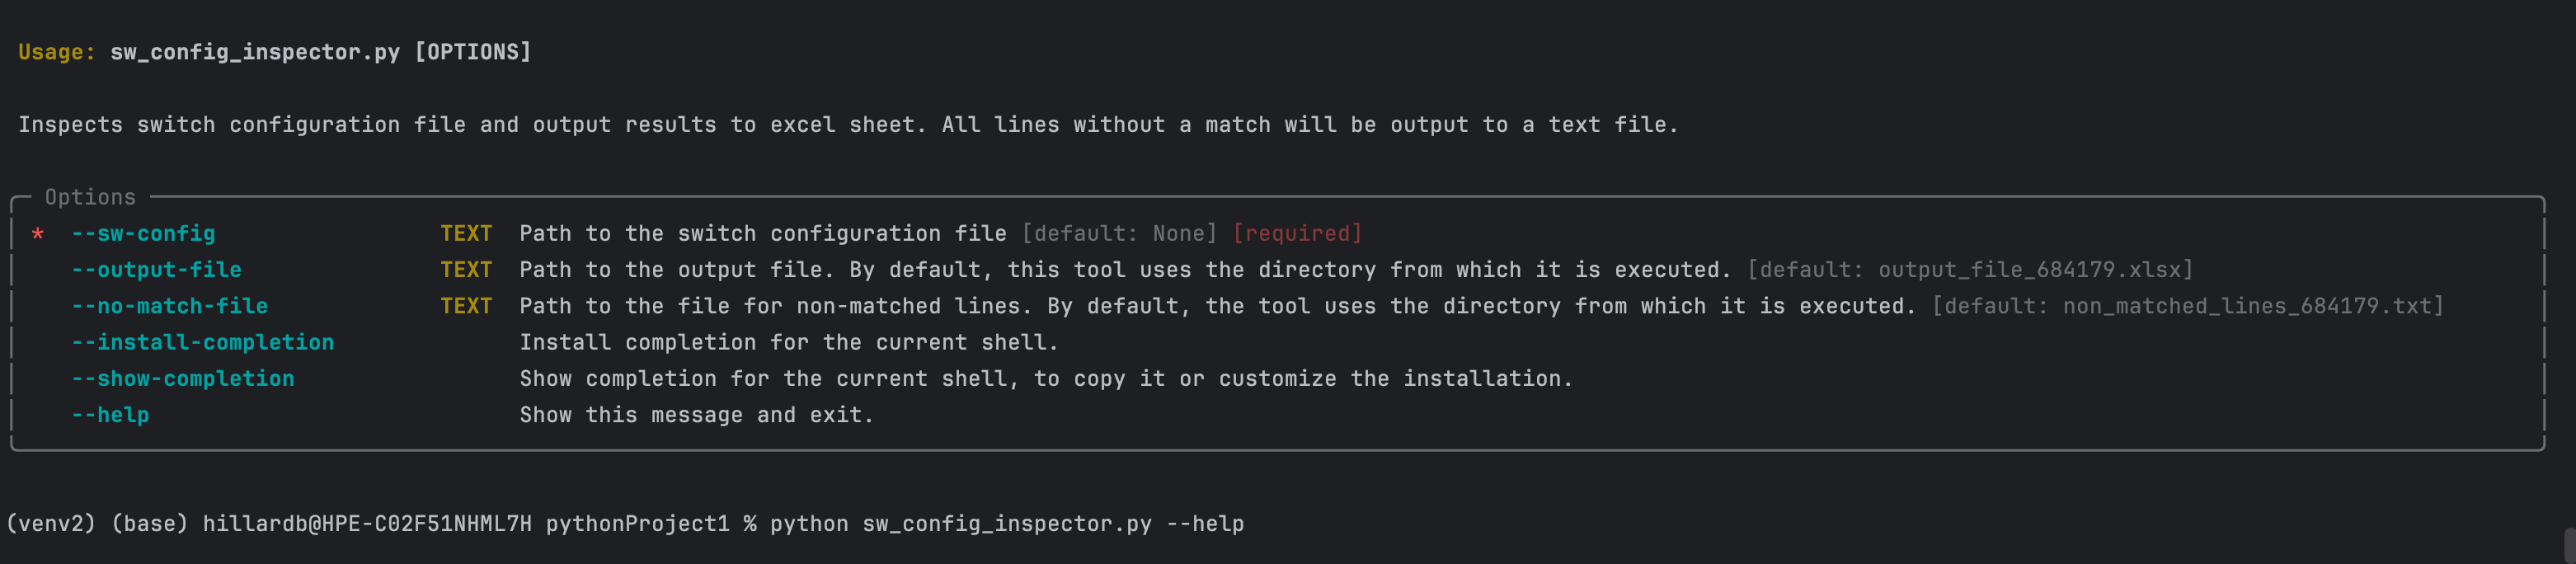 Usage: sw_config_inspector.py [OPTIONS]
Inspects switch configuration file and output results to excel sheet. All lines without a match will be output to a text file.
Options
* --sw-config TEXT Path to the switch configuration file [default: None] [required]
--output-file TEXT Path to the output file. By default, this tool uses the directory from which it is executed. [default: output_file_684179.xlsx]
--no-match-file TEXT Path to the file for non-matched lines. By default, the tool uses the directory from which it is executed. [default: non_matched_lines_684179.txt]
--install-completion Install completion for the current shell.
--show-completion Show completion for the current shell, to copy it or customize the installation.
--help Show this message and exit.
(venv2) (base) hillardb@HPE-C02F51NHML7H pythonProject1 % python sw_config_inspector.py --help